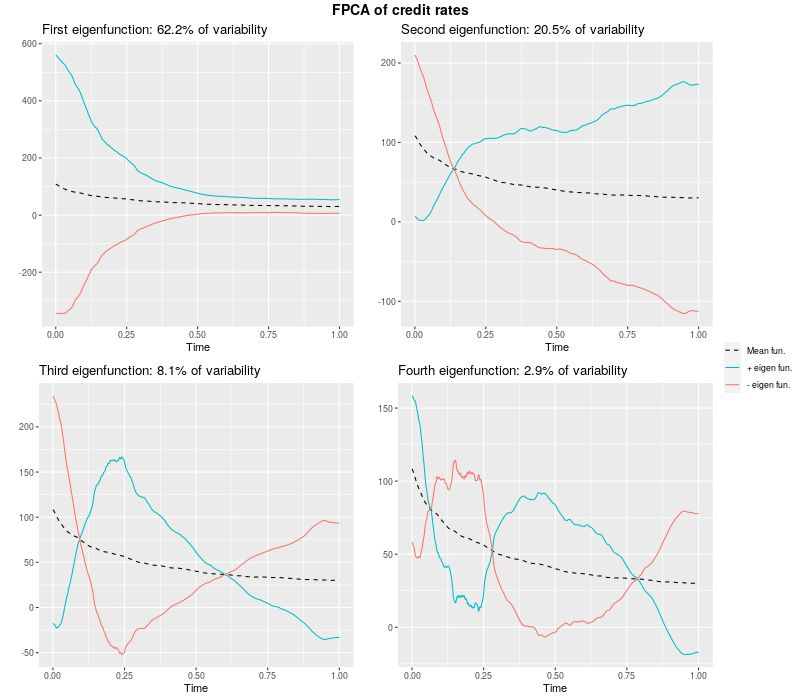 FPCA of credit rates
First eigenfunction: 62.2% of variability
600
400
200
0
-200
0.00 0.25 0.50 0.75 1.00
Time
Second eigenfunction: 20.5% of variability
200
100
0
-100
0.00 0.25 0.50 0.75 1.00
Time
Mean fun.
+ eigen fun.
- eigen fun.
Third eigenfunction: 8.1% of variability
200
150
100
50
0
-50
0.00 0.25 0.50 0.75 1.00
Time
Fourth eigenfunction: 2.9% of variability
150
100
50
0
0.00 0.25 0.50 0.75 1.00
Time